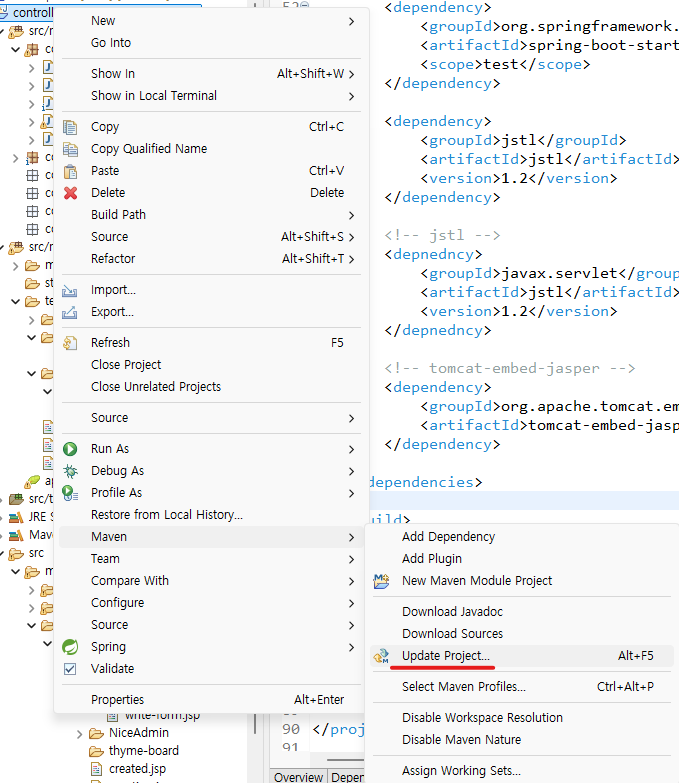 controll
src/r
co
J
J
J
J
J
co
co
co
co
co
src/r
m
st
te
ap
src/t
JRE S
Mav
src
m
write-form.jsp
NiceAdmin
thyme-board
created.jsp
New
Go Into
Show In Alt+Shift+W
Show in Local Terminal
Copy Ctrl+C
Copy Qualified Name
Paste Ctrl+V
Delete Delete
Build Path
Source Alt+Shift+S
Refactor Alt+Shift+T
Import...
Export...
Refresh F5
Close Project
Close Unrelated Projects
Source
Run As
Debug As
Profile As
Restore from Local History...
Maven
Team
Compare With
Configure
Source
Spring
Validate
Properties Alt+Enter
Add Dependency
Add Plugin
New Maven Module Project
Download Javadoc
Download Sources
Update Project... Alt+F5
Select Maven Profiles... Ctrl+Alt+P
Disable Workspace Resolution
Disable Maven Nature
Assign Working Sets...
<dependency>
<groupId>org.springframework.
<artifactId>spring-boot-start
<scope>test</scope>
</dependency>
<dependency>
<groupId>jstl</groupId>
<artifactId>jstl</artifactId>
<version>1.2</version>
</dependency>
<!-- jstl -->
<depnedncy>
<groupId>javax.servlet</group
<artifactId>jstl</artifactId>
<version>1.2</version>
</depnedncy>
<!-- tomcat-embed-jasper -->
<dependency>
<groupId>org.apache.tomcat.em
<artifactId>tomcat-embed-jasp
</dependency>
dependencies>
uild>
90 </proj
91
Overview Depen